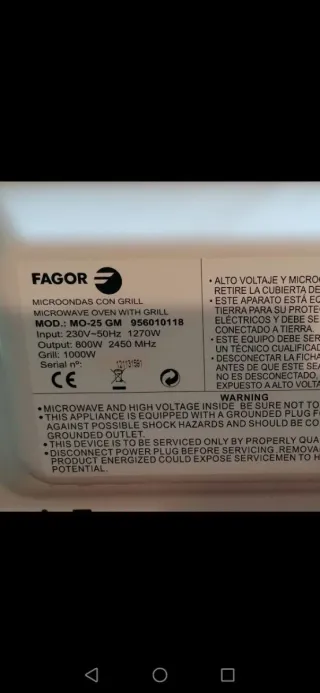 FAGOR
MICROONDAS CON GRILL
MICROWAVE OVEN WITH GRILL
MOD.: MO-25 GM 956010118
Input: 230V~50Hz 1270W
Output: 800W 2450 MHz
Grill: 1000W
Serial nº:
CE
• ALTO VOLTAJE Y MICRO
RETIRE LA CUBIERTA DE
• ESTE APARATO ESTÁ EQ
TIERRA PARA SU PROTEC
ELÉCTRICOS Y DEBE SE
CONECTADO A TIERRA.
• ESTE EQUIPO DEBE SER
UN TÉCNICO CUALIFICAD
• DESCONECTAR LA FICHA
ANTES DE QUE ESTE SEA
NO ES DESCONECTADO,
EXPUESTO A ALTO VOLTA
WARNING
• MICROWAVE AND HIGH VOLTAGE INSIDE BE SURE NOT TO
• THIS APPLIANCE IS EQUIPPED WITH A GROUNDED PLUG FO
AGAINST POSSIBLE SHOCK HAZARDS AND SHOULD BE CO
GROUNDED OUTLET.
• THIS DEVICE IS TO BE SERVICED ONLY BY PROPERLY QUA
• DISCONNECT POWER PLUG BEFORE SERVICING. REMOVA
PRODUCT ENERGIZED COULD EXPOSE SERVICEMEN TO H
POTENTIAL.